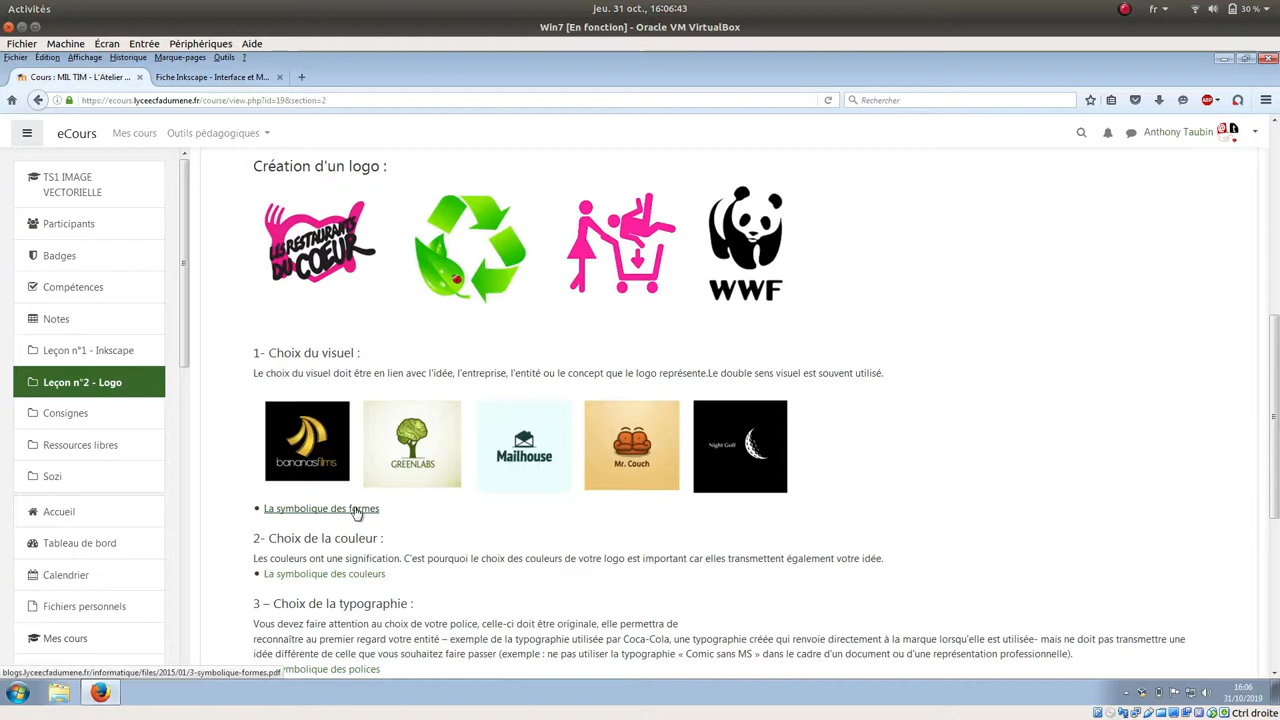 Activités
jeu. 31 oct., 16:06:43
fr
30 %
Win7 [En fonction] - Oracle VM VirtualBox
Fichier Machine Écran Entrée Périphériques Aide
Fichier Édition Affichage Historique Marque-pages Outils ?
Cours : MIL TIM - L'Atelier ...
Fiche Inkscape - Interface et M...
https://ecours.lyceecfadumene.fr/course/view.php?id=19&section=2
Rechercher
eCours
Mes cours
Outils pédagogiques
Anthony Taubin
TS1 IMAGE
VECTORIELLE
Participants
Badges
Compétences
Notes
Leçon n°1 - Inkscape
Leçon n°2 - Logo
Consignes
Ressources libres
Sozi
Accueil
Tableau de bord
Calendrier
Fichiers personnels
Mes cours
Création d'un logo :
LES RESTAURANTS
DU COEUR
WWF
1- Choix du visuel :
Le choix du visuel doit être en lien avec l'idée, l'entreprise, l'entité ou le concept que le logo représente.Le double sens visuel est souvent utilisé.
bananasfilms
GREENLABS
Mailhouse
Mr. Couch
Night Golf
La symbolique des formes
2- Choix de la couleur :
Les couleurs ont une signification. C'est pourquoi le choix des couleurs de votre logo est important car elles transmettent également votre idée.
La symbolique des couleurs
3 – Choix de la typographie :
Vous devez faire attention au choix de votre police, celle-ci doit être originale, elle permettra de
reconnaître au premier regard votre entité – exemple de la typographie utilisée par Coca-Cola, une typographie créée qui renvoie directement à la marque lorsqu'elle est utilisée- mais ne doit pas transmettre une
idée différente de celle que vous souhaitez faire passer (exemple : ne pas utiliser la typographie « Comic sans MS » dans le cadre d'un document ou d'une représentation professionnelle).
symbolique des polices
blogs.lyceecfadumene.fr/informatique/files/2015/01/3-symbolique-formes.pdf
16:06
31/10/2019
Ctrl droite